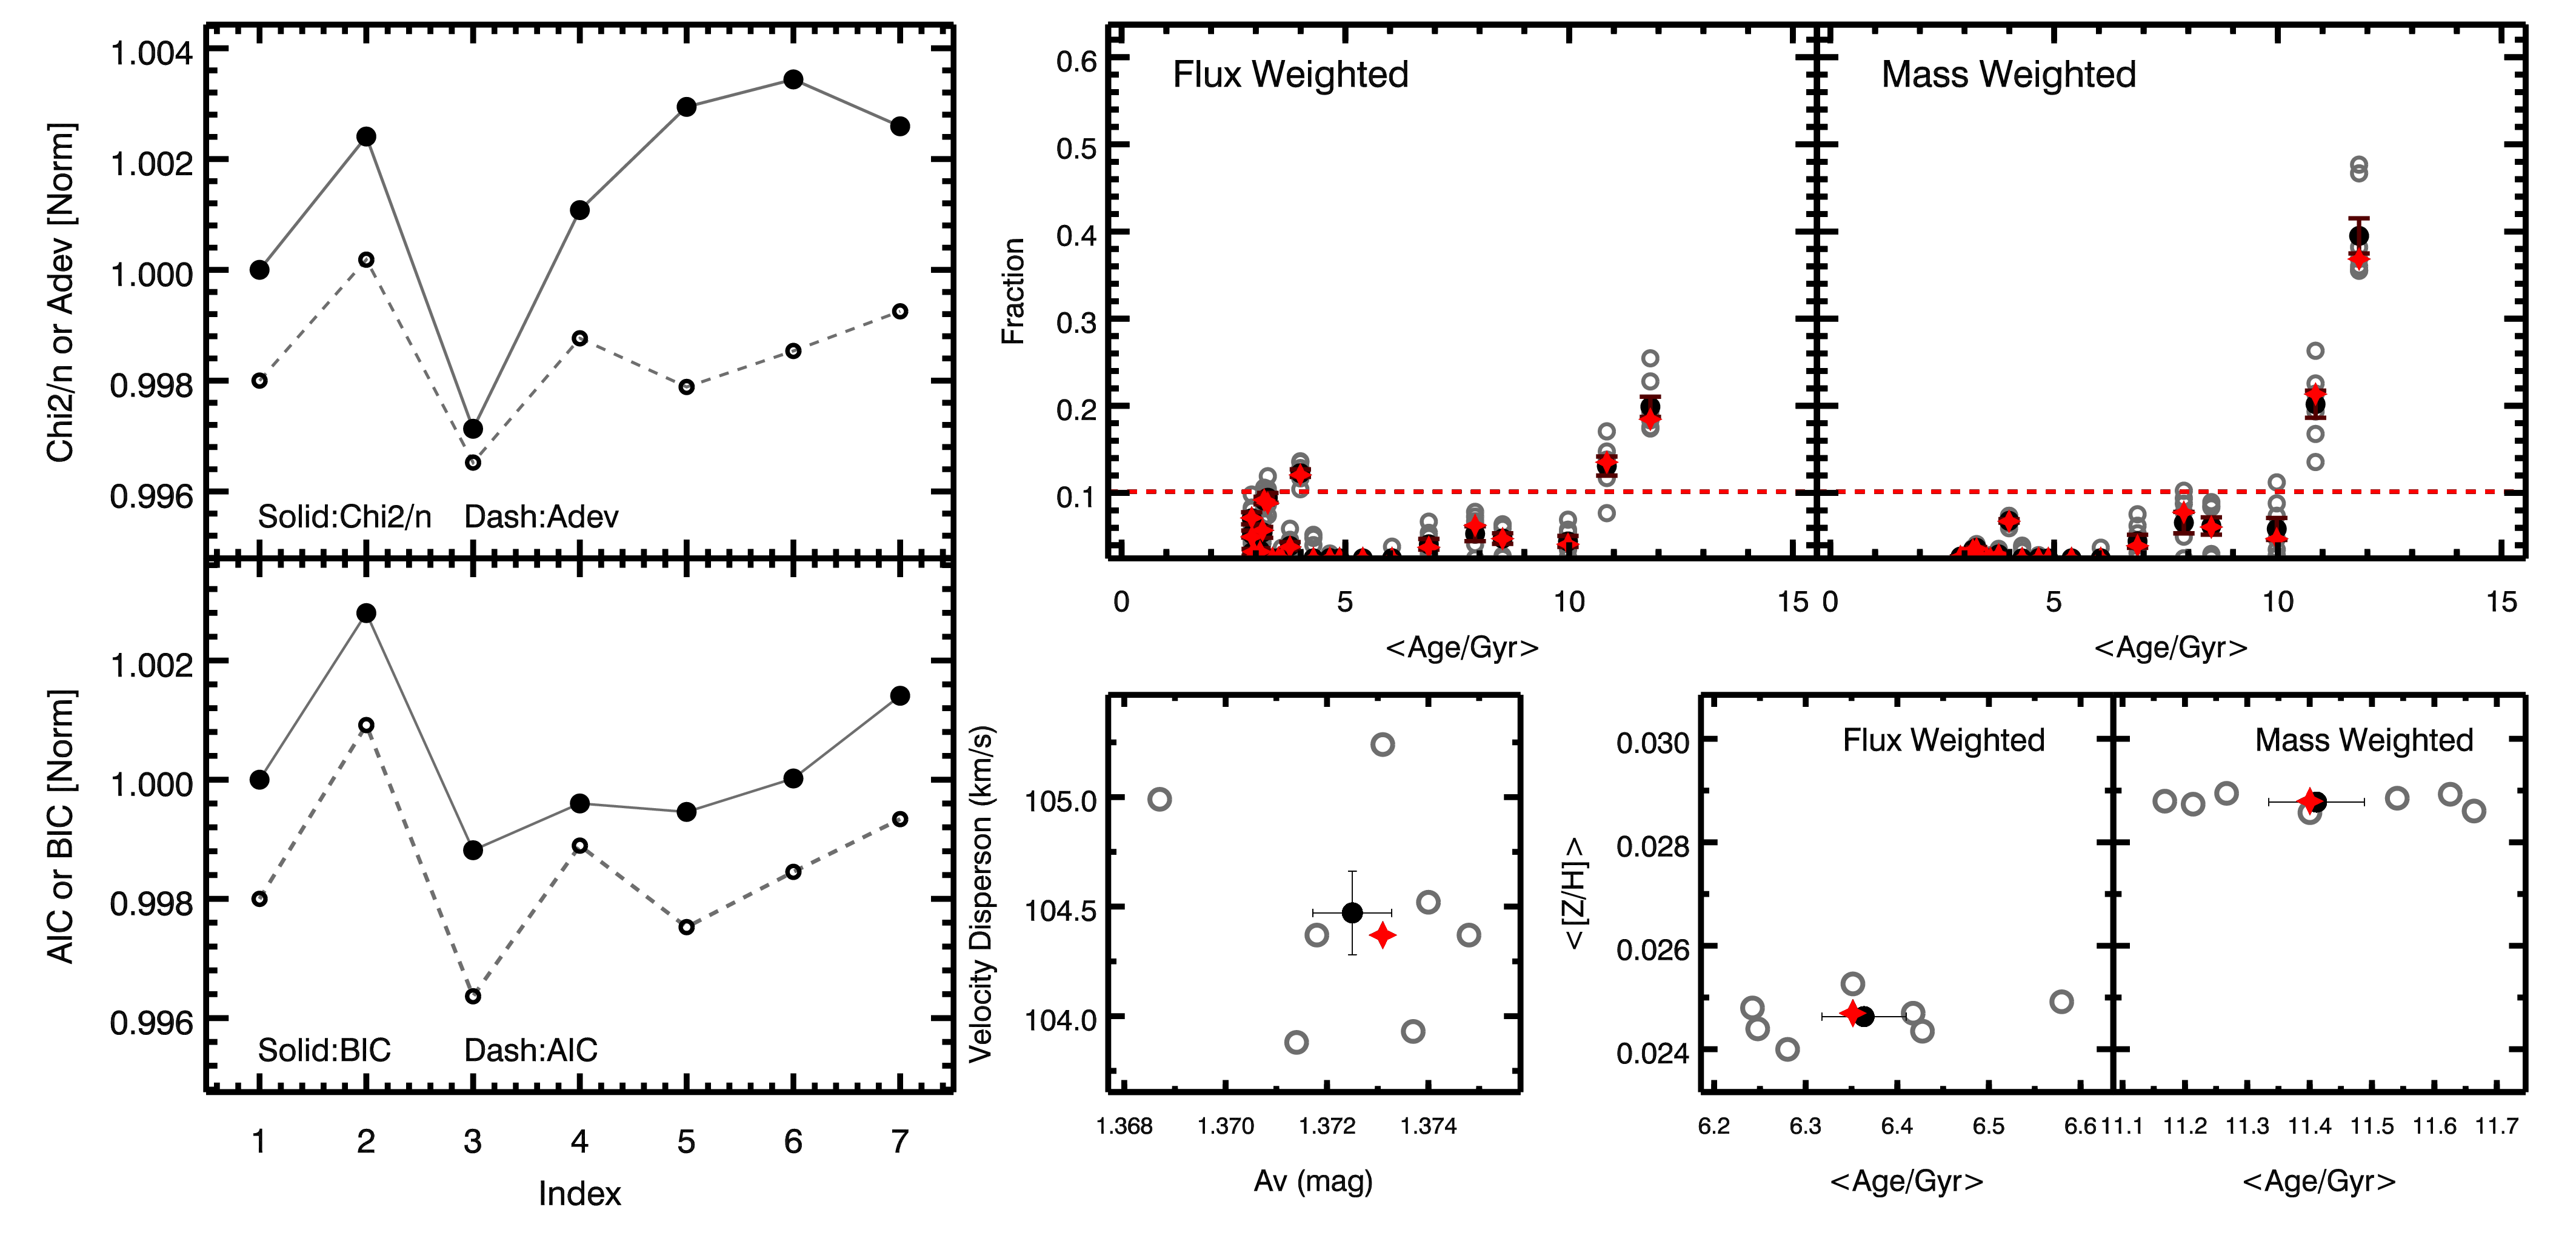 Chi2/n or Adev [Norm]
1.004
1.002
1.000
0.998
0.996
Solid:Chi2/n Dash:Adev
AIC or BIC [Norm]
1.002
1.000
0.998
0.996
Solid:BIC Dash:AIC
1 2 3 4 5 6 7
Index
Fraction
0.6
0.5
0.4
0.3
0.2
0.1
Flux Weighted
Mass Weighted
0 5 10 15 0 5 10 15
<Age/Gyr> <Age/Gyr>
Velocity Disperson (km/s)
105.0
104.5
104.0
1.368 1.370 1.372 1.374
Av (mag)
<[Z/H]>
0.030
0.028
0.026
0.024
Flux Weighted
Mass Weighted
6.2 6.3 6.4 6.5 6.6 11.1 11.2 11.3 11.4 11.5 11.6 11.7
<Age/Gyr> <Age/Gyr>